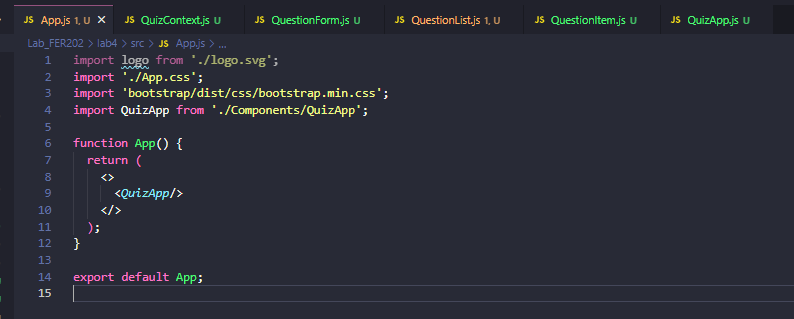 JS App.js 1, U × JS QuizContext.js U JS QuestionForm.js U JS QuestionList.js 1, U JS QuestionItem.js U JS QuizApp.js U
Lab_FER202 > lab4 > src > JS App.js > ...
1 import logo from './logo.svg';
2 import './App.css';
3 import 'bootstrap/dist/css/bootstrap.min.css';
4 import QuizApp from './Components/QuizApp';
5
6 function App() {
7 return (
8 <>
9 <QuizApp/>
10 </>
11 );
12 }
13
14 export default App;
15